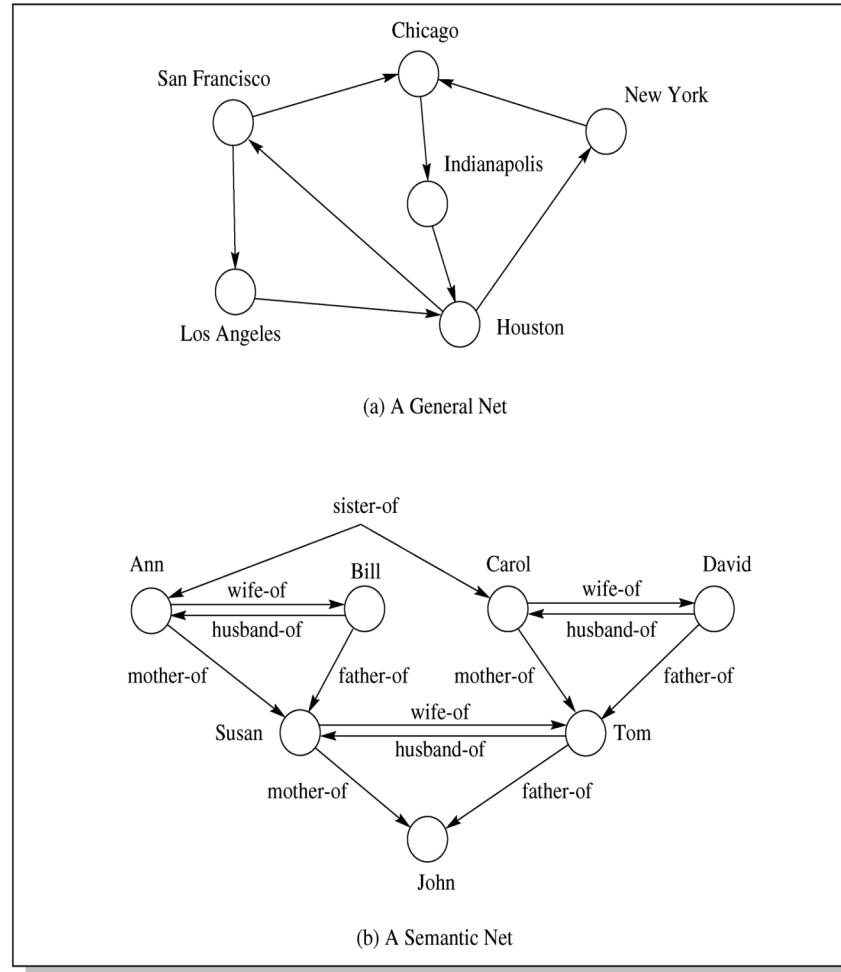 Chicago
San Francisco
New York
Indianapolis
Los Angeles
Houston
(a) A General Net
sister-of
Ann
Bill
Carol
David
wife-of
husband-of
wife-of
husband-of
mother-of
father-of
mother-of
father-of
Susan
wife-of
husband-of
Tom
mother-of
father-of
John
(b) A Semantic Net